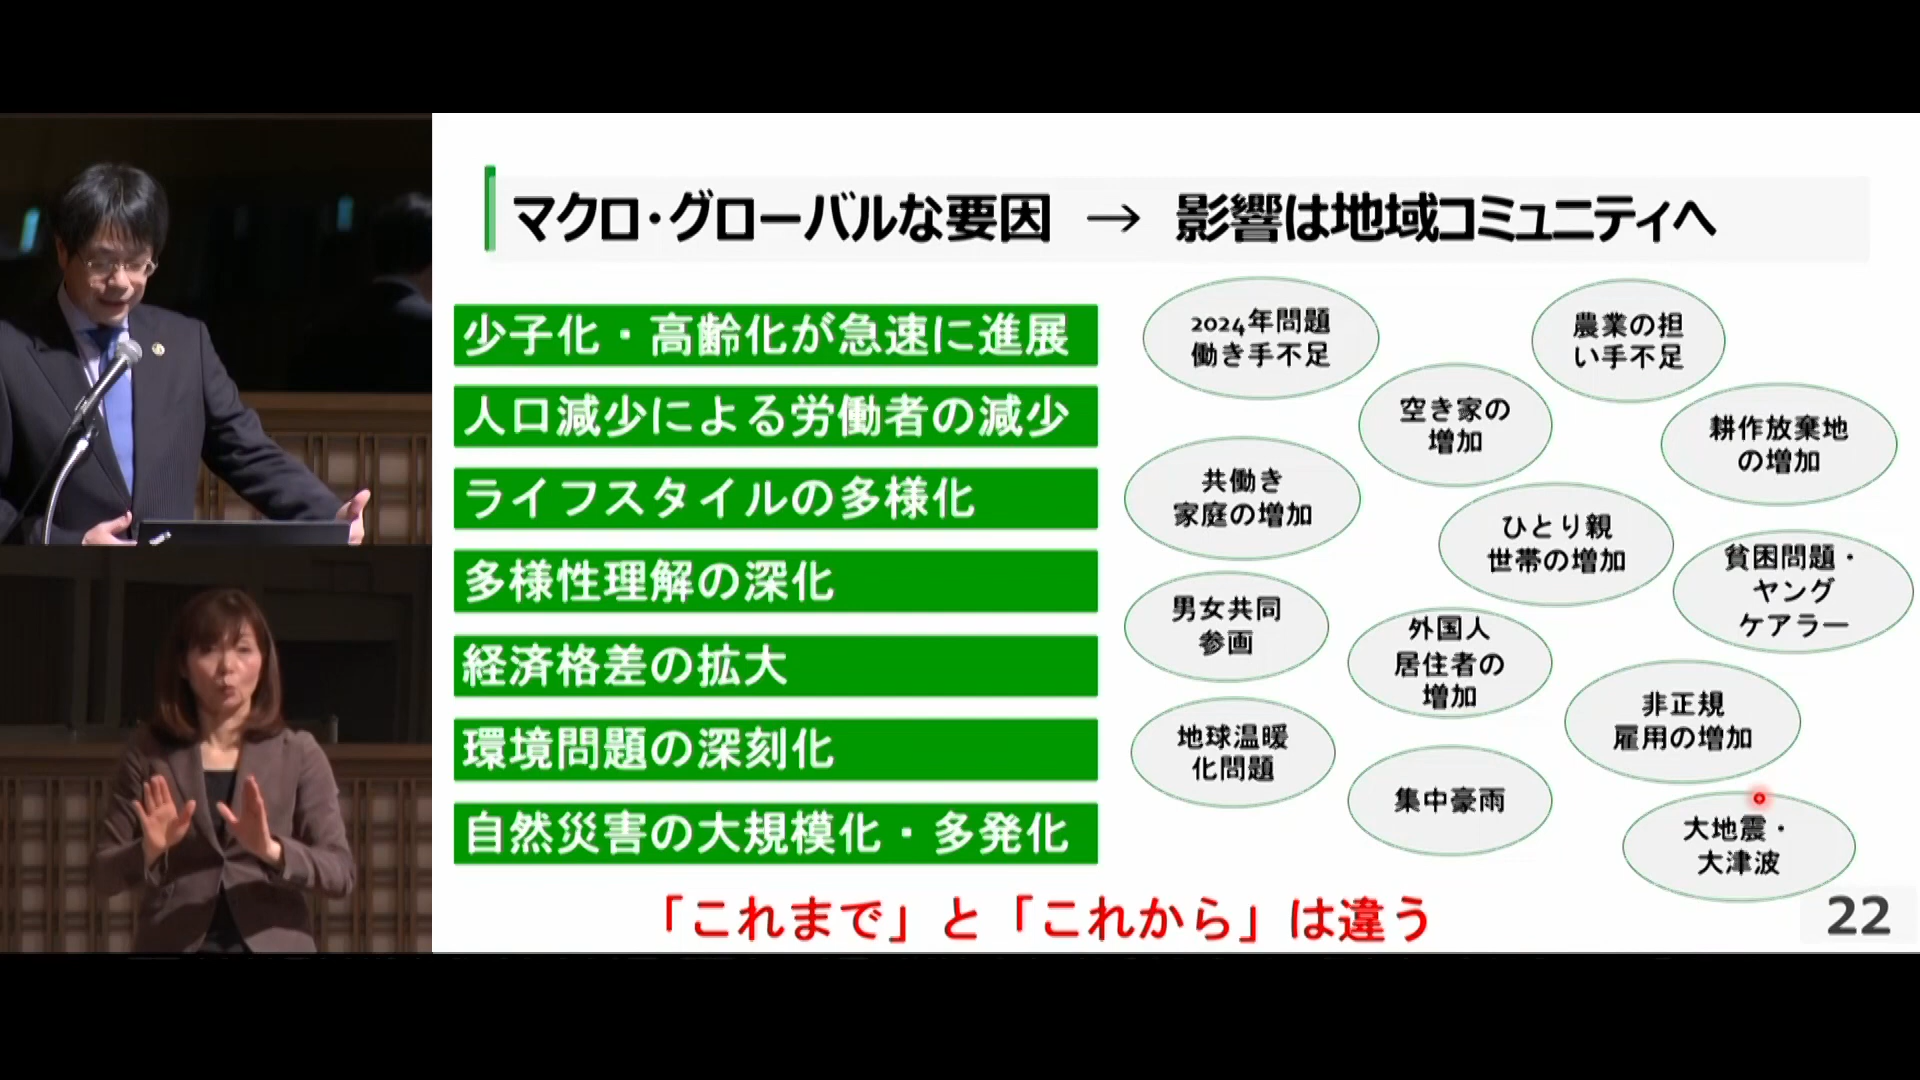 マクロ・グローバルな要因 → 影響は地域コミュニティへ
少子化・高齢化が急速に進展
人口減少による労働者の減少
ライフスタイルの多様化
多様性理解の深化
経済格差の拡大
環境問題の深刻化
自然災害の大規模化・多発化
2024年問題
働き手不足
農業の担
い手不足
空き家の
増加
耕作放棄地
の増加
共働き
家庭の増加
ひとり親
世帯の増加
貧困問題・
ヤング
ケアラー
男女共同
参画
外国人
居住者の
増加
非正規
雇用の増加
地球温暖
化問題
集中豪雨
大地震・
大津波
「これまで」と「これから」は違う
22